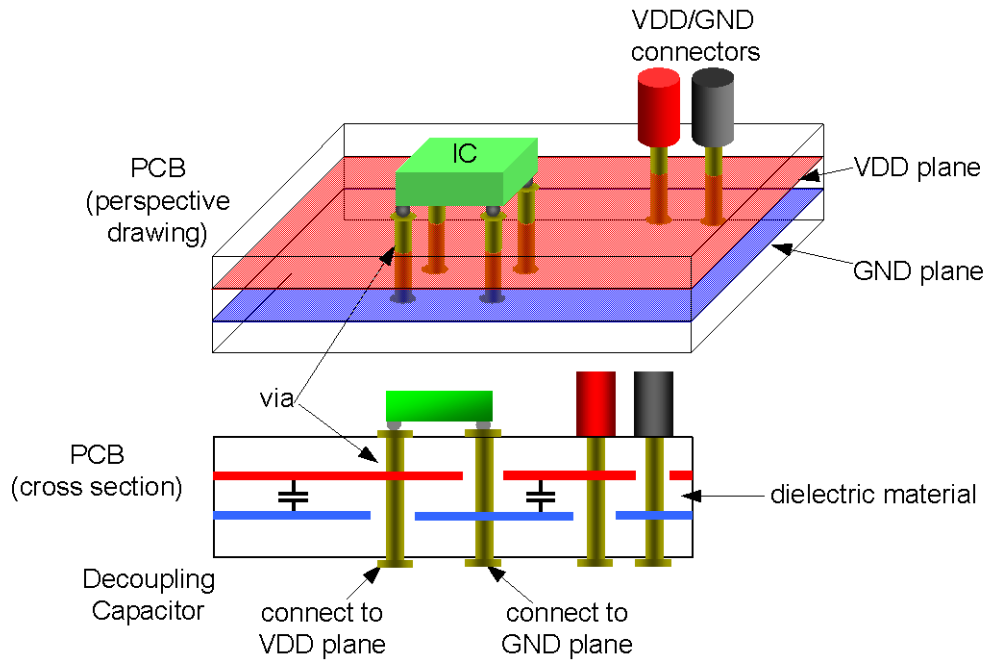 VDD/GND
connectors
IC
PCB
(perspective
drawing)
VDD plane
GND plane
via
PCB
(cross section)
dielectric material
Decoupling
Capacitor
connect to
VDD plane
connect to
GND plane